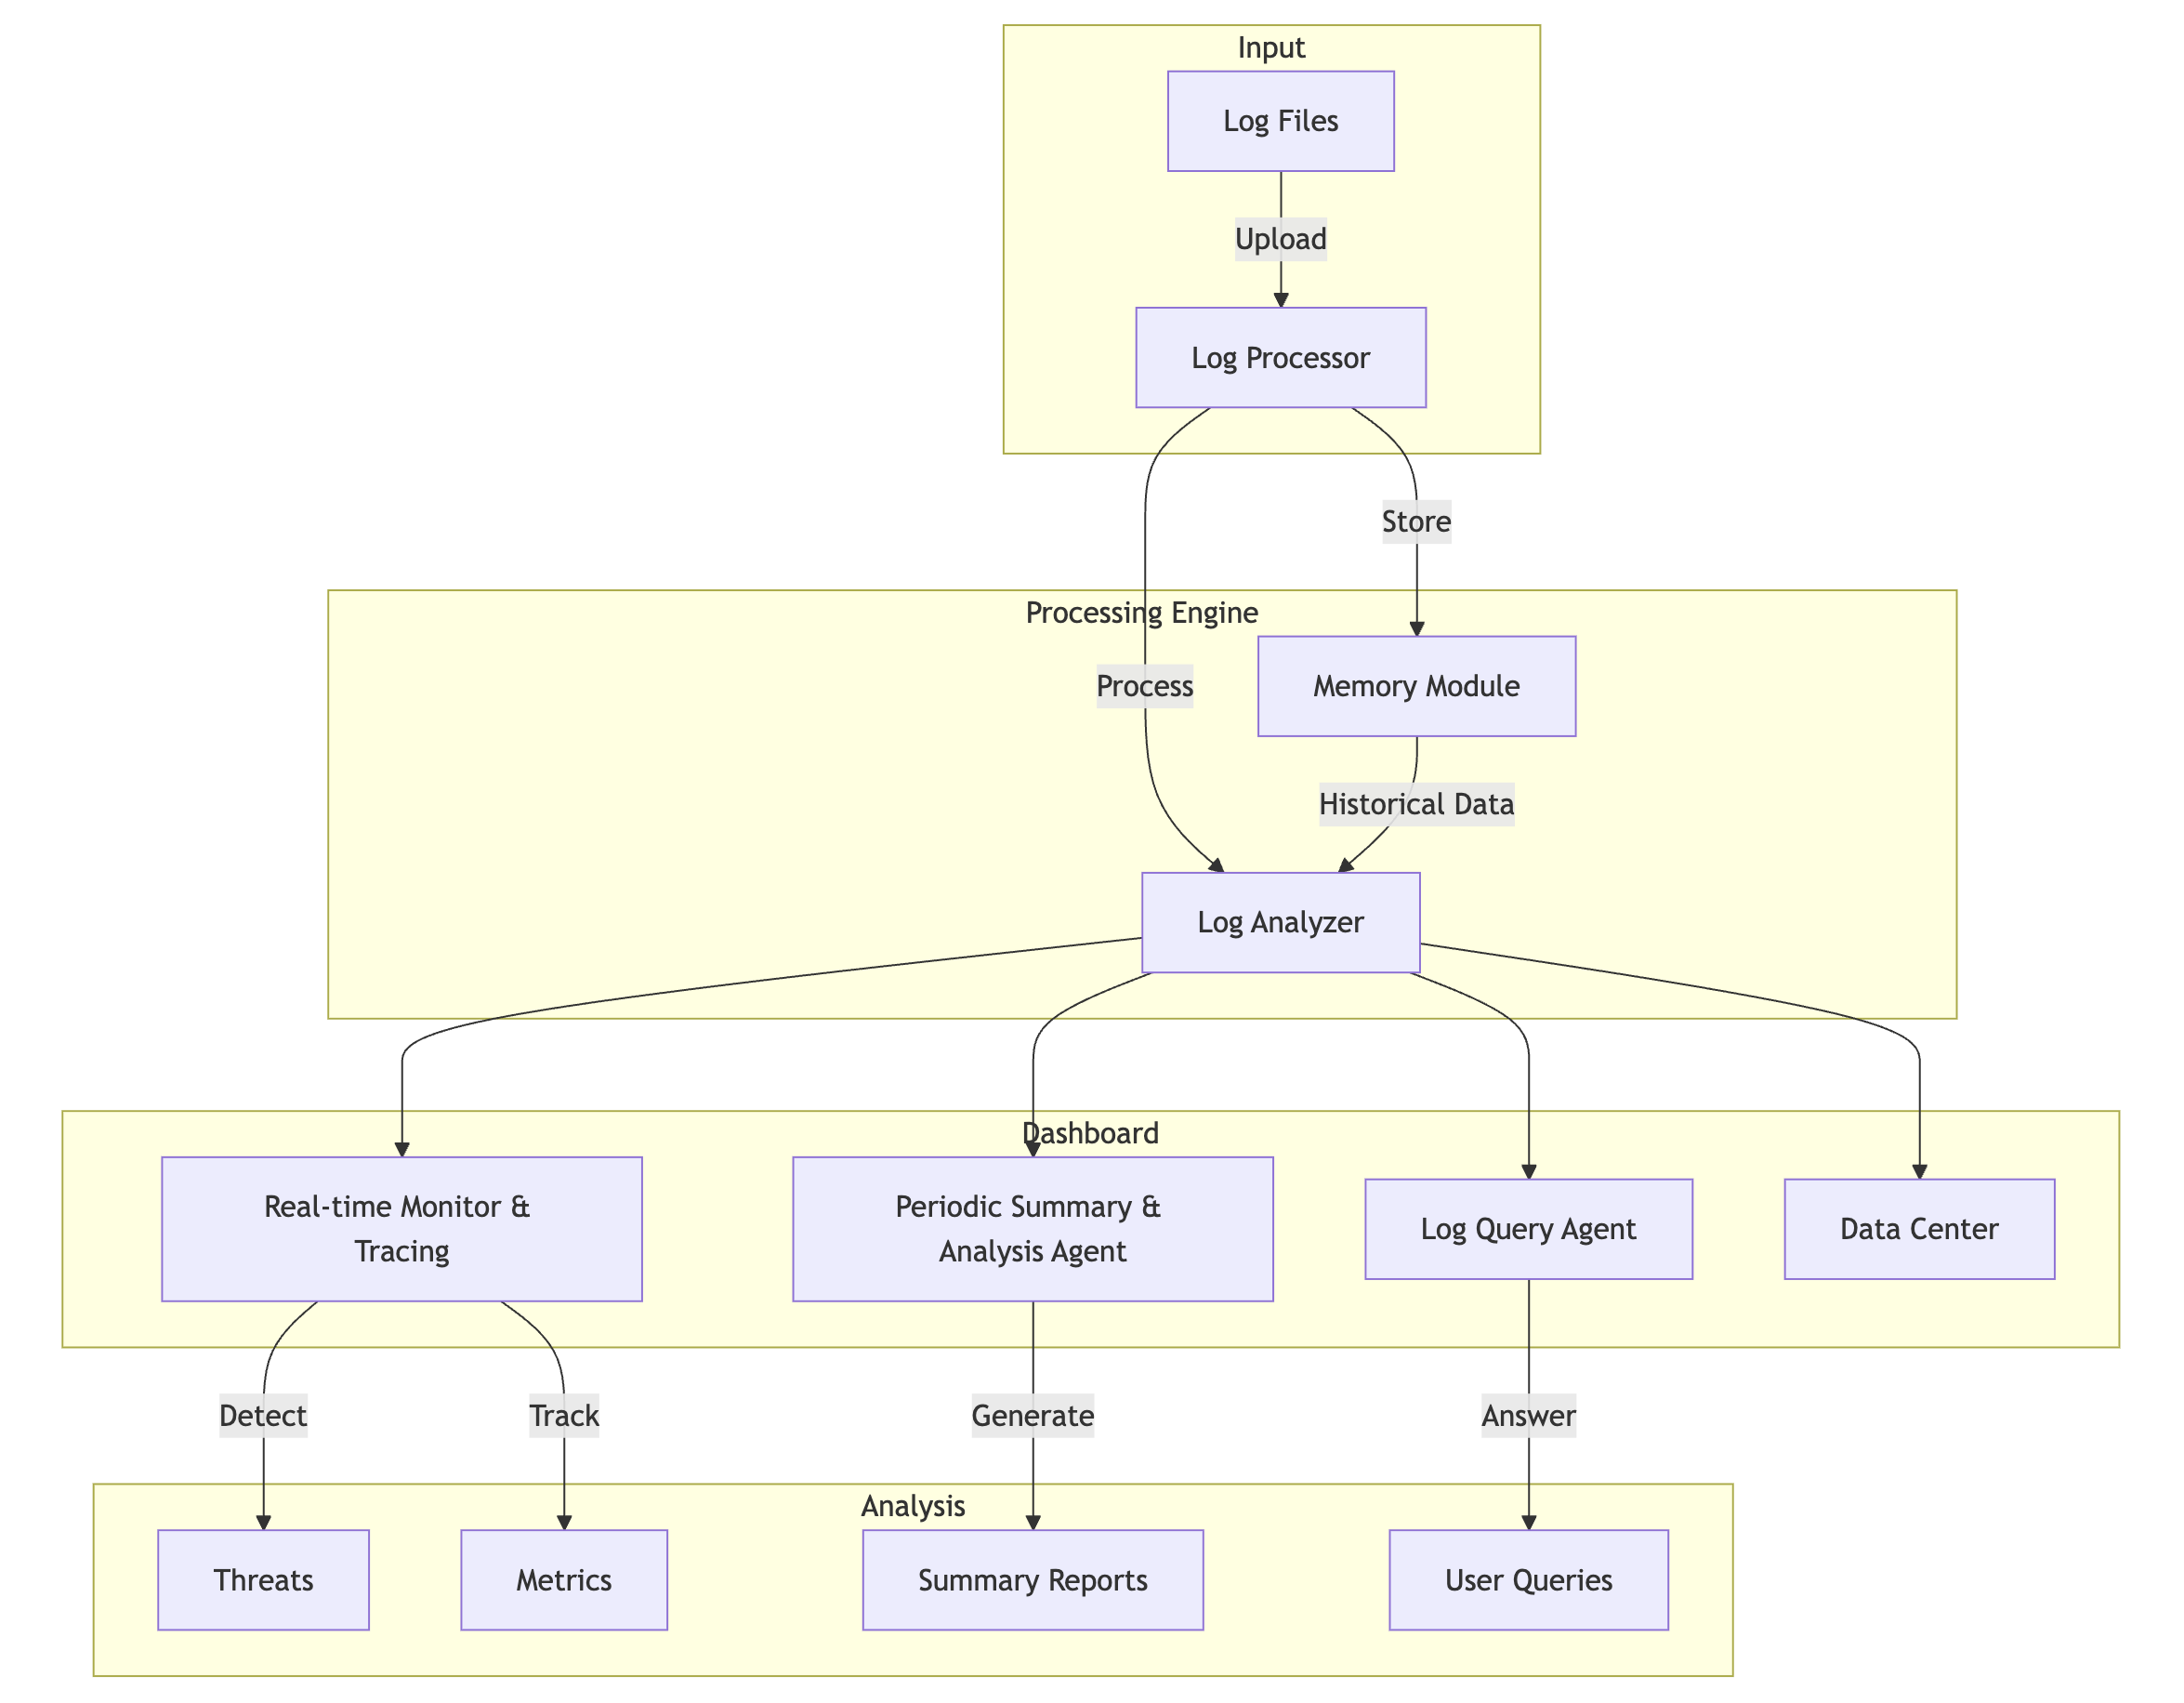 Input
Log Files
Upload
Log Processor
Store
Processing Engine
Process
Memory Module
Historical Data
Log Analyzer
Dashboard
Real-time Monitor &
Tracing
Periodic Summary &
Analysis Agent
Log Query Agent
Data Center
Detect
Track
Generate
Answer
Analysis
Threats
Metrics
Summary Reports
User Queries